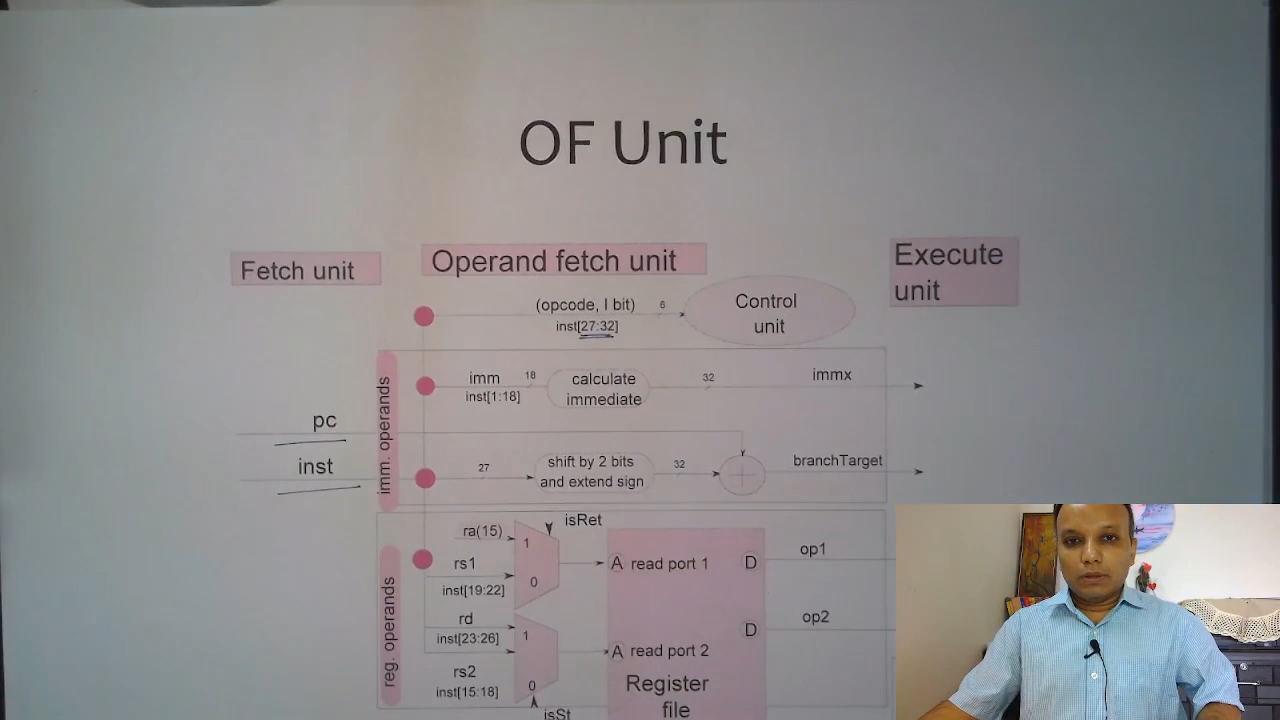 OF Unit
Fetch unit
Operand fetch unit
Execute
unit
(opcode, I bit)
6
inst[27:32]
Control
unit
imm. operands
imm
18
inst[1:18]
calculate
immediate
32
immx
pc
inst
27
shift by 2 bits
and extend sign
32
branchTarget
reg. operands
ra(15)
isRet
1
rs1
0
inst[19:22]
A read port 1
D
op1
rd
1
inst[23:26]
D
op2
A read port 2
rs2
0
inst[15:18]
isSt
Register
file